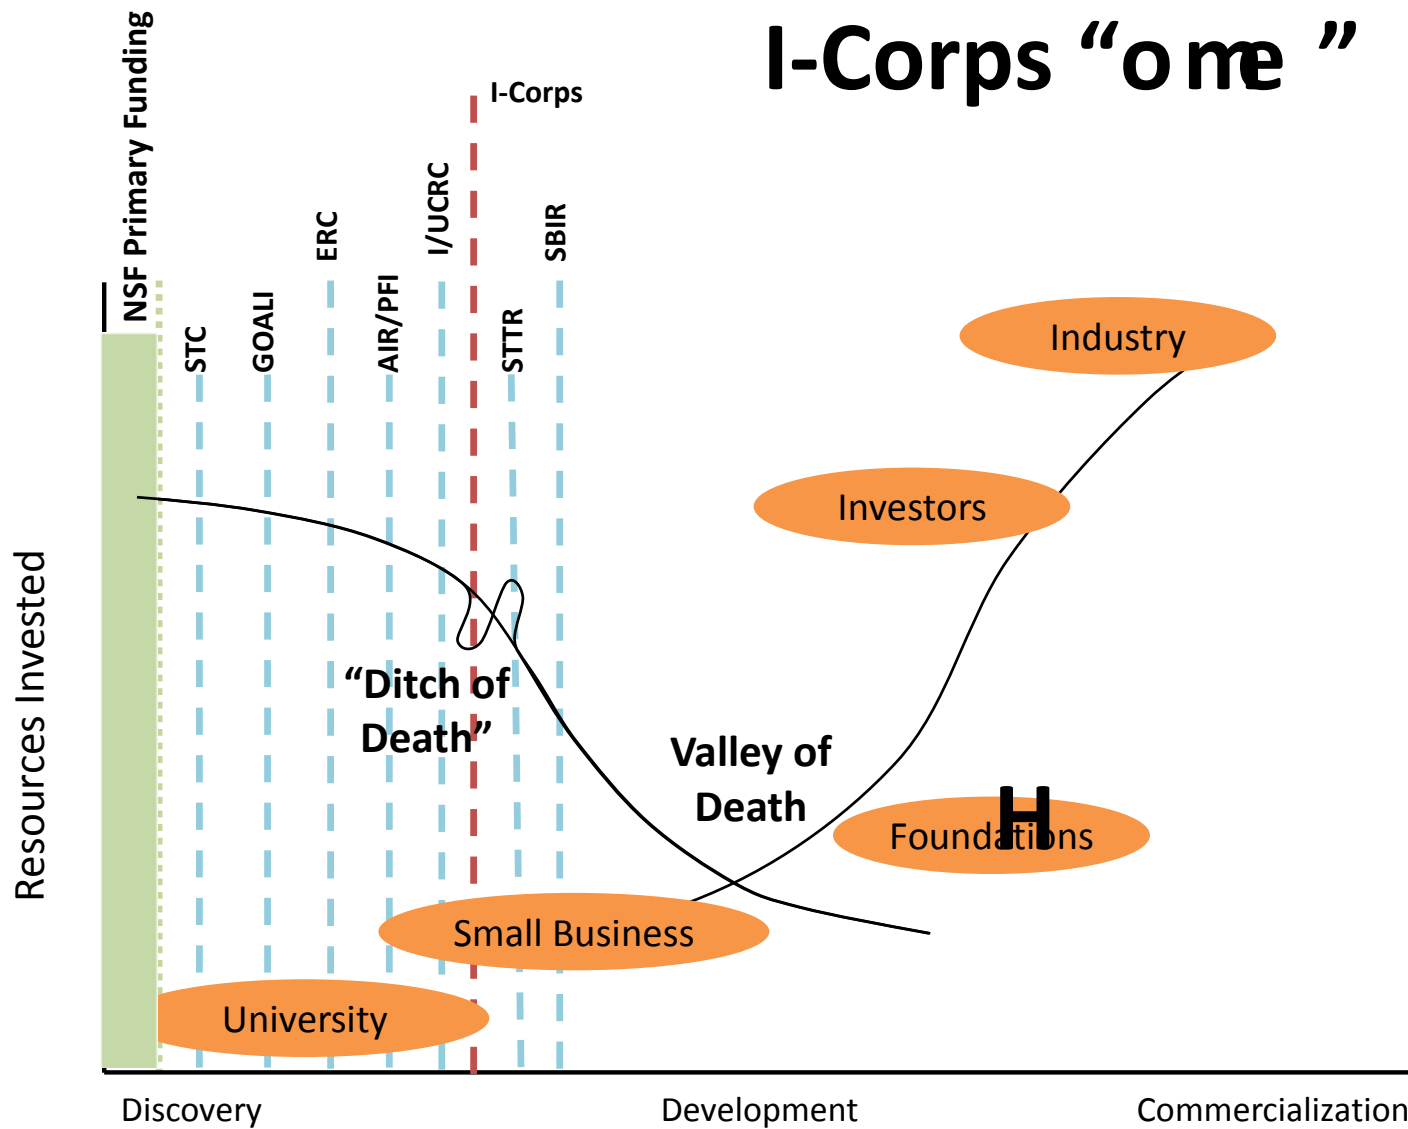 I-Corps “ome ”
NSF Primary Funding
I-Corps
STC
GOALI
ERC
AIR/PFI
I/UCRC
STTR
SBIR
Industry
Investors
Resources Invested
“Ditch of
Death”
Valley of
Death
H
Foundations
Small Business
University
Discovery
Development
Commercialization